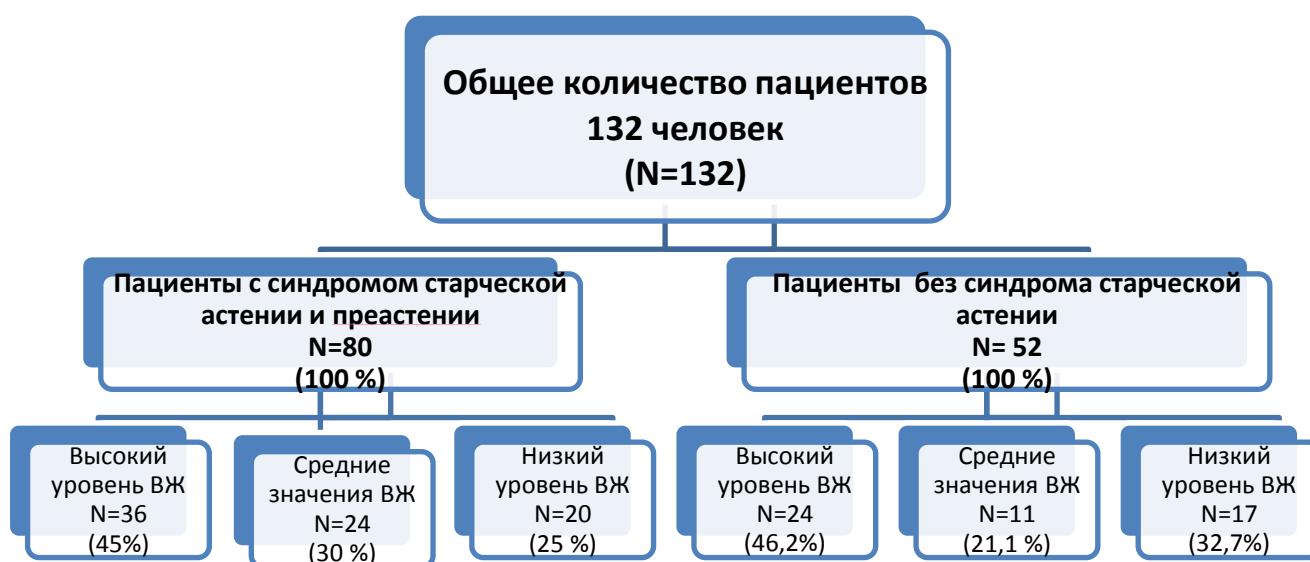 Общее количество пациентов
132 человек
(N=132)
Пациенты с синдромом старческой
астении и преастении
N=80
(100 %)
Пациенты без синдрома старческой
астении
N= 52
(100 %)
Высокий
уровень ВЖ
N=36
(45%)
Средние
значения ВЖ
N=24
(30 %)
Низкий
уровень ВЖ
N=20
(25 %)
Высокий
уровень ВЖ
N=24
(46,2%)
Средние
значения ВЖ
N=11
(21,1 %)
Низкий
уровень ВЖ
N=17
(32,7%)